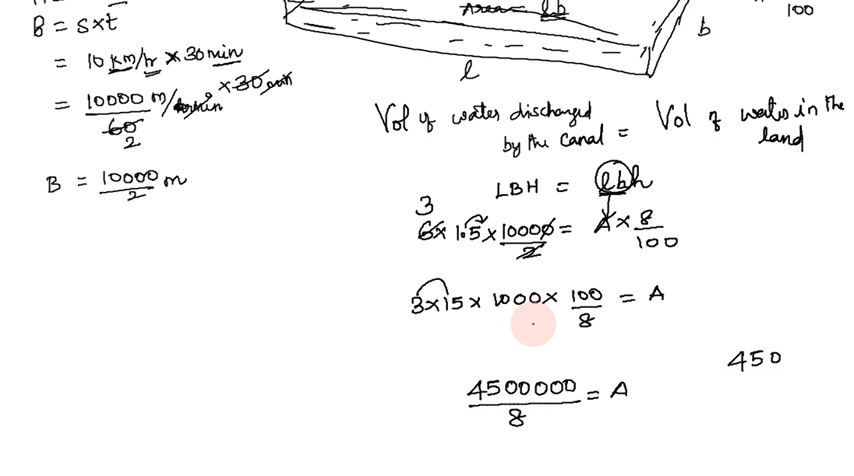 Area = lb
100
B = s×t
b
= 10 km/hr × 30 min
l
= 10000 m/min × 30 min
60
2
Vol of water discharged by the Canal = Vol of water in the land
B = 10000/2 m
LBH = lbh
3
6 × 1.5 × 10000/2 = A × 8/100
3 × 15 × 1000 × 100/8 = A
450
4500000/8 = A